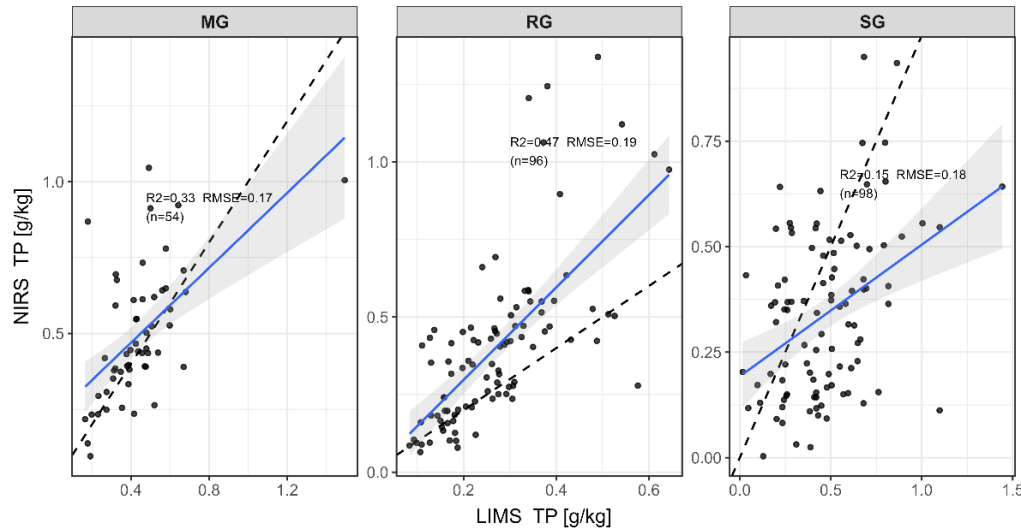 MG
RG
SG
NIRS TP [g/kg]
1.0
0.5
R2=0.33 RMSE=0.17
(n=54)
0.4
0.8
1.2
1.0
0.5
0.0
R2=0.47 RMSE=0.19
(n=96)
0.2
0.4
0.6
0.75
0.50
0.25
0.00
R2=0.15 RMSE=0.18
(n=98)
0.0
0.5
1.0
1.5
LIMS TP [g/kg]